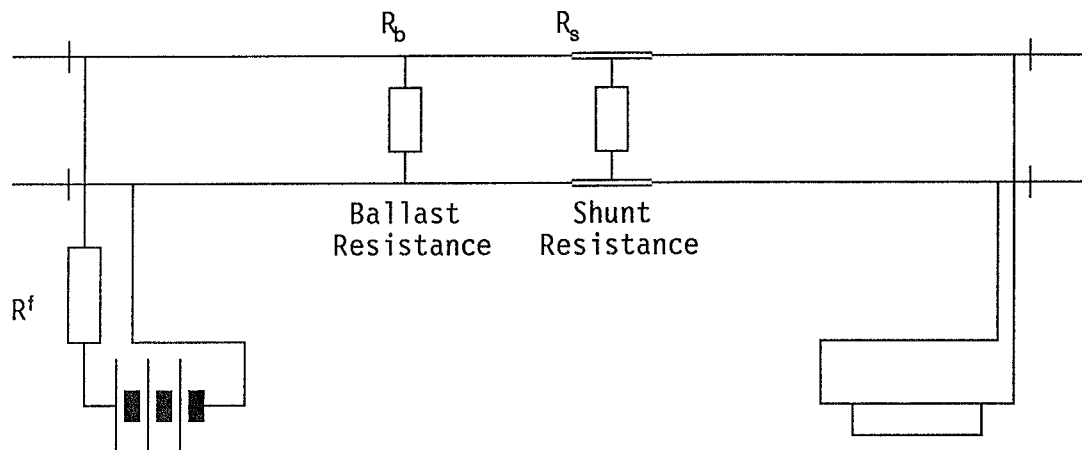 R_b
R_s
Ballast
Resistance
Shunt
Resistance
R^f